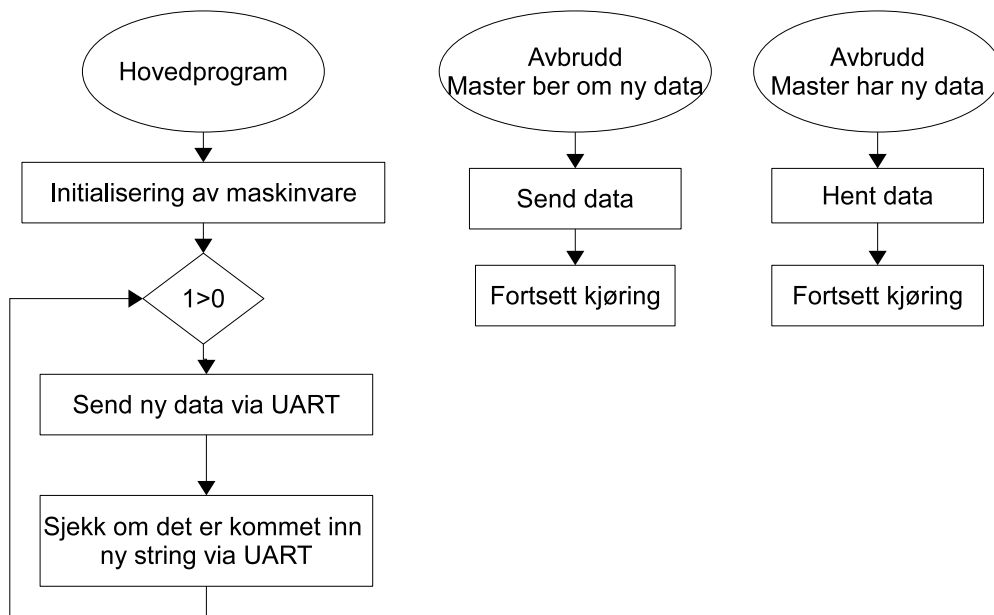 Hovedprogram
Initialisering av maskinvare
1>0
Send ny data via UART
Sjekk om det er kommet inn
ny string via UART
Avbrudd
Master ber om ny data
Send data
Fortsett kjøring
Avbrudd
Master har ny data
Hent data
Fortsett kjøring